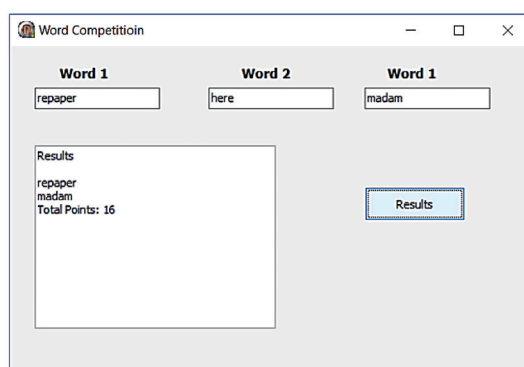 Word Competitioin
Word 1
Word 2
Word 1
repaper
here
madam
Results
repaper
madam
Total Points: 16
Results